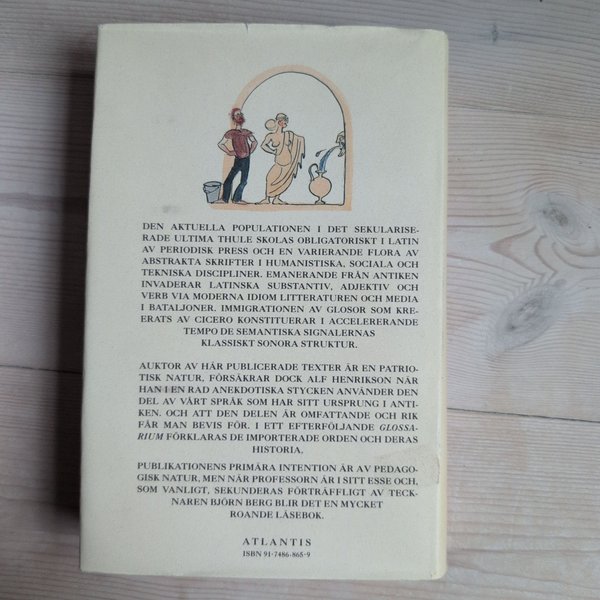 DEN AKTUELLA POPULATIONEN I DET SEKULARISE-
RADE ULTIMA THULE SKOLAS OBLIGATORISKT I LATIN
AV PERIODISK PRESS OCH EN VARIERANDE FLORA AV
ABSTRAKTA SKRIFTER I HUMANISTISKA, SOCIALA OCH
TEKNISKA DISCIPLINER. EMANERANDE FRÅN ANTIKEN
INVADERAR LATINSKA SUBSTANTIV, ADJEKTIV OCH
VERB VIA MODERNA IDIOM LITTERATUREN OCH MEDIA
I BATALJONER. IMMIGRATIONEN AV GLOSOR SOM KRE-
ERATS AV CICERO KONSTITUERAR I ACCELERERANDE
TEMPO DE SEMANTISKA SIGNALERNAS
KLASSISKT SONORA STRUKTUR.
AUKTOR AV HÄR PUBLICERADE TEXTER ÄR EN PATRIO-
TISK NATUR, FÖRSÄKRAR DOCK ALF HENRIKSON NÄR
HAN I EN RAD ANEKDOTISKA STYCKEN ANVÄNDER DEN
DEL AV VÅRT SPRÅK SOM HAR SITT URSPRUNG I ANTI-
KEN. OCH ATT DEN DELEN ÄR OMFATTANDE OCH RIK
FÅR MAN BEVIS FÖR. I ETT EFTERFÖLJANDE GLOSSA-
RIUM FÖRKLARAS DE IMPORTERADE ORDEN OCH DERAS
HISTORIA.
PUBLIKATIONENS PRIMÄRA INTENTION ÄR AV PEDAGO-
GISK NATUR, MEN NÄR PROFESSORN ÄR I SITT ESSE OCH,
SOM VANLIGT, SEKUNDERAS FÖRTRÄFFLIGT AV TECK-
NAREN BJÖRN BERG BLIR DET EN MYCKET
ROANDE LÄSEBOK.
ATLANTIS
ISBN 91-7486-865-9